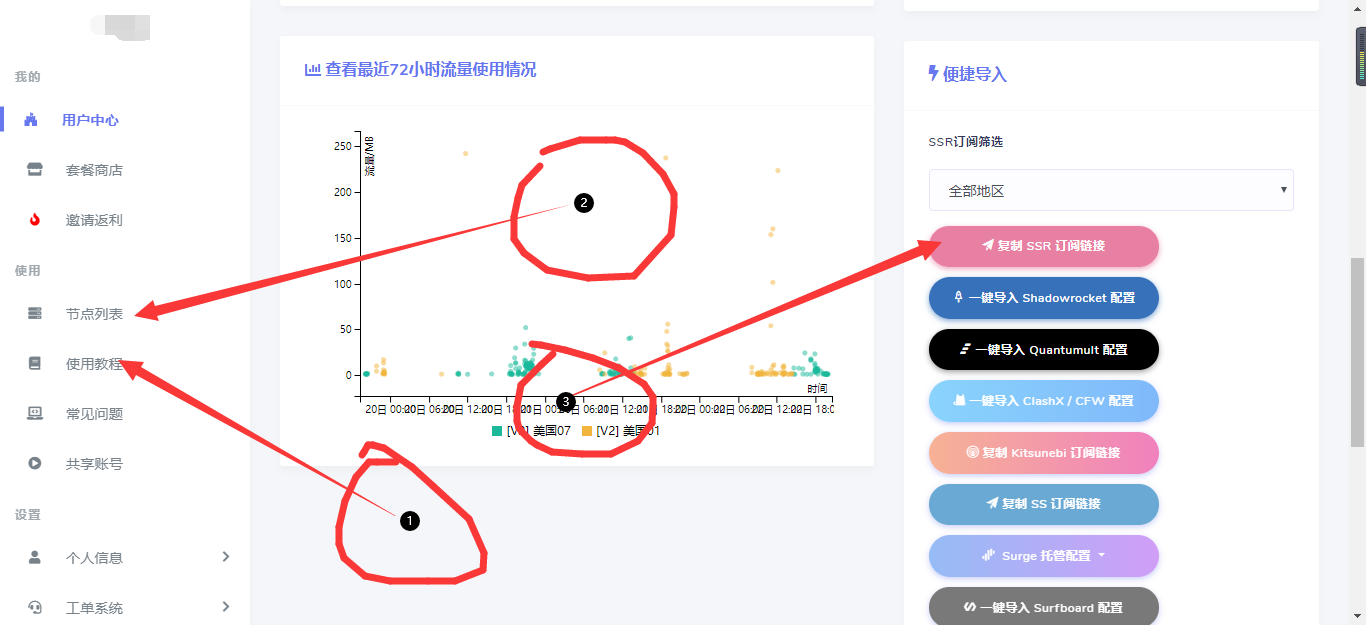 我的
用户中心
套餐商店
邀请返利
使用
节点列表
使用教程
常见问题
共享账号
设置
个人信息
工单系统
查看最近72小时流量使用情况
流量/MB
250
200
150
100
50
0
时间
20日 00:00
20日 06:00
20日 12:00
20日 18:00
21日 00:00
21日 06:00
21日 12:00
22日 00:00
22日 06:00
22日 12:00
22日 18:0
美国07
[V2] 美国01
1
2
3
便捷导入
SSR订阅筛选
全部地区
复制 SSR 订阅链接
一键导入 Shadowrocket 配置
一键导入 Quantumult 配置
一键导入 ClashX / CFW 配置
复制 Kitsunebi 订阅链接
复制 SS 订阅链接
Surge 托管配置
一键导入 Surfboard 配置